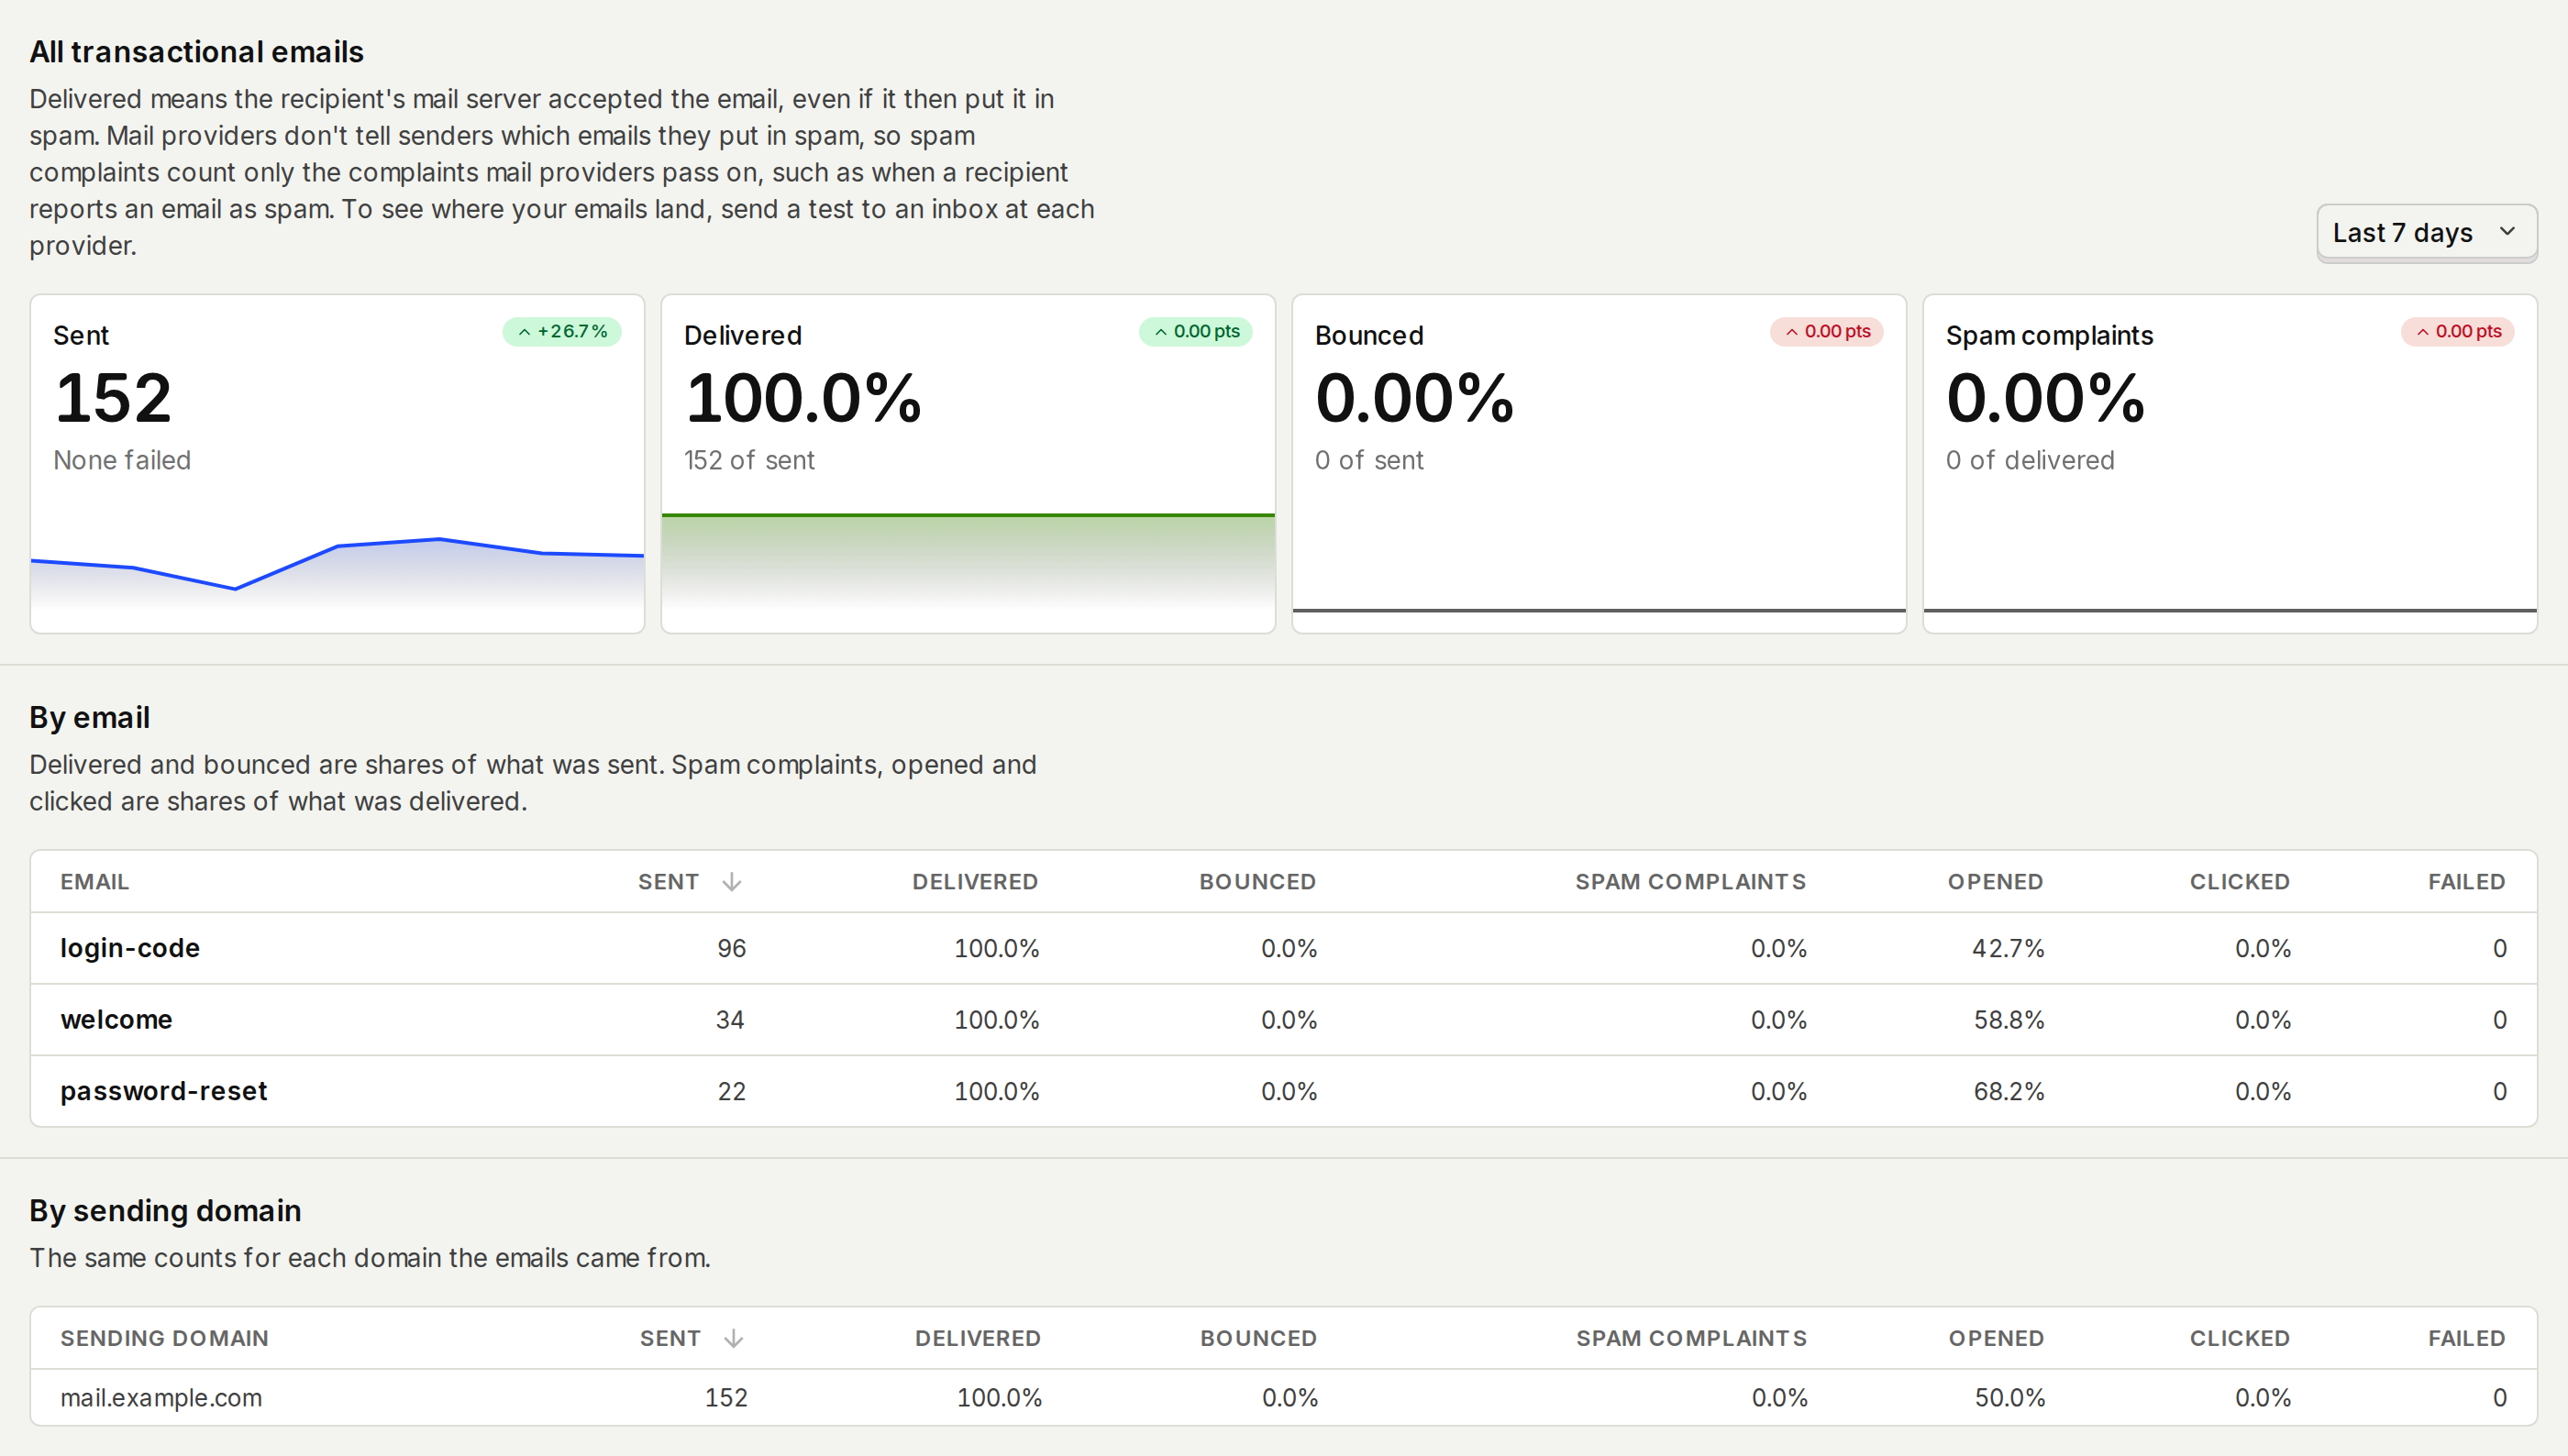 All transactional emails
Delivered means the recipient's mail server accepted the email, even if it then put it in
spam. Mail providers don't tell senders which emails they put in spam, so spam
complaints count only the complaints mail providers pass on, such as when a recipient
reports an email as spam. To see where your emails land, send a test to an inbox at each
provider.
Last 7 days
Sent +26.7%
152
None failed
Delivered 0.00 pts
100.0%
152 of sent
Bounced 0.00 pts
0.00%
0 of sent
Spam complaints 0.00 pts
0.00%
0 of delivered
By email
Delivered and bounced are shares of what was sent. Spam complaints, opened and
clicked are shares of what was delivered.
EMAIL SENT DELIVERED BOUNCED SPAM COMPLAINTS OPENED CLICKED FAILED
login-code 96 100.0% 0.0% 0.0% 42.7% 0.0% 0
welcome 34 100.0% 0.0% 0.0% 58.8% 0.0% 0
password-reset 22 100.0% 0.0% 0.0% 68.2% 0.0% 0
By sending domain
The same counts for each domain the emails came from.
SENDING DOMAIN SENT DELIVERED BOUNCED SPAM COMPLAINTS OPENED CLICKED FAILED
mail.example.com 152 100.0% 0.0% 0.0% 50.0% 0.0% 0